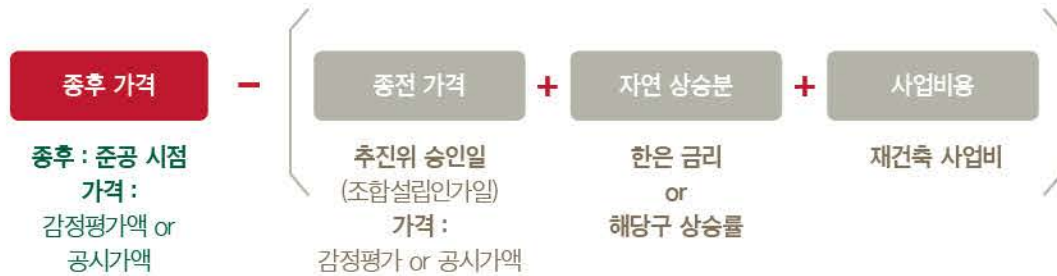 종후 가격
-
종전 가격
+
자연 상승분
+
사업비용
종후 : 준공 시점
가격 :
감정평가액 or
공시가액
추진위 승인일
(조합설립인가일)
가격 :
감정평가 or 공시가액
한은 금리
or
해당구 상승률
재건축 사업비